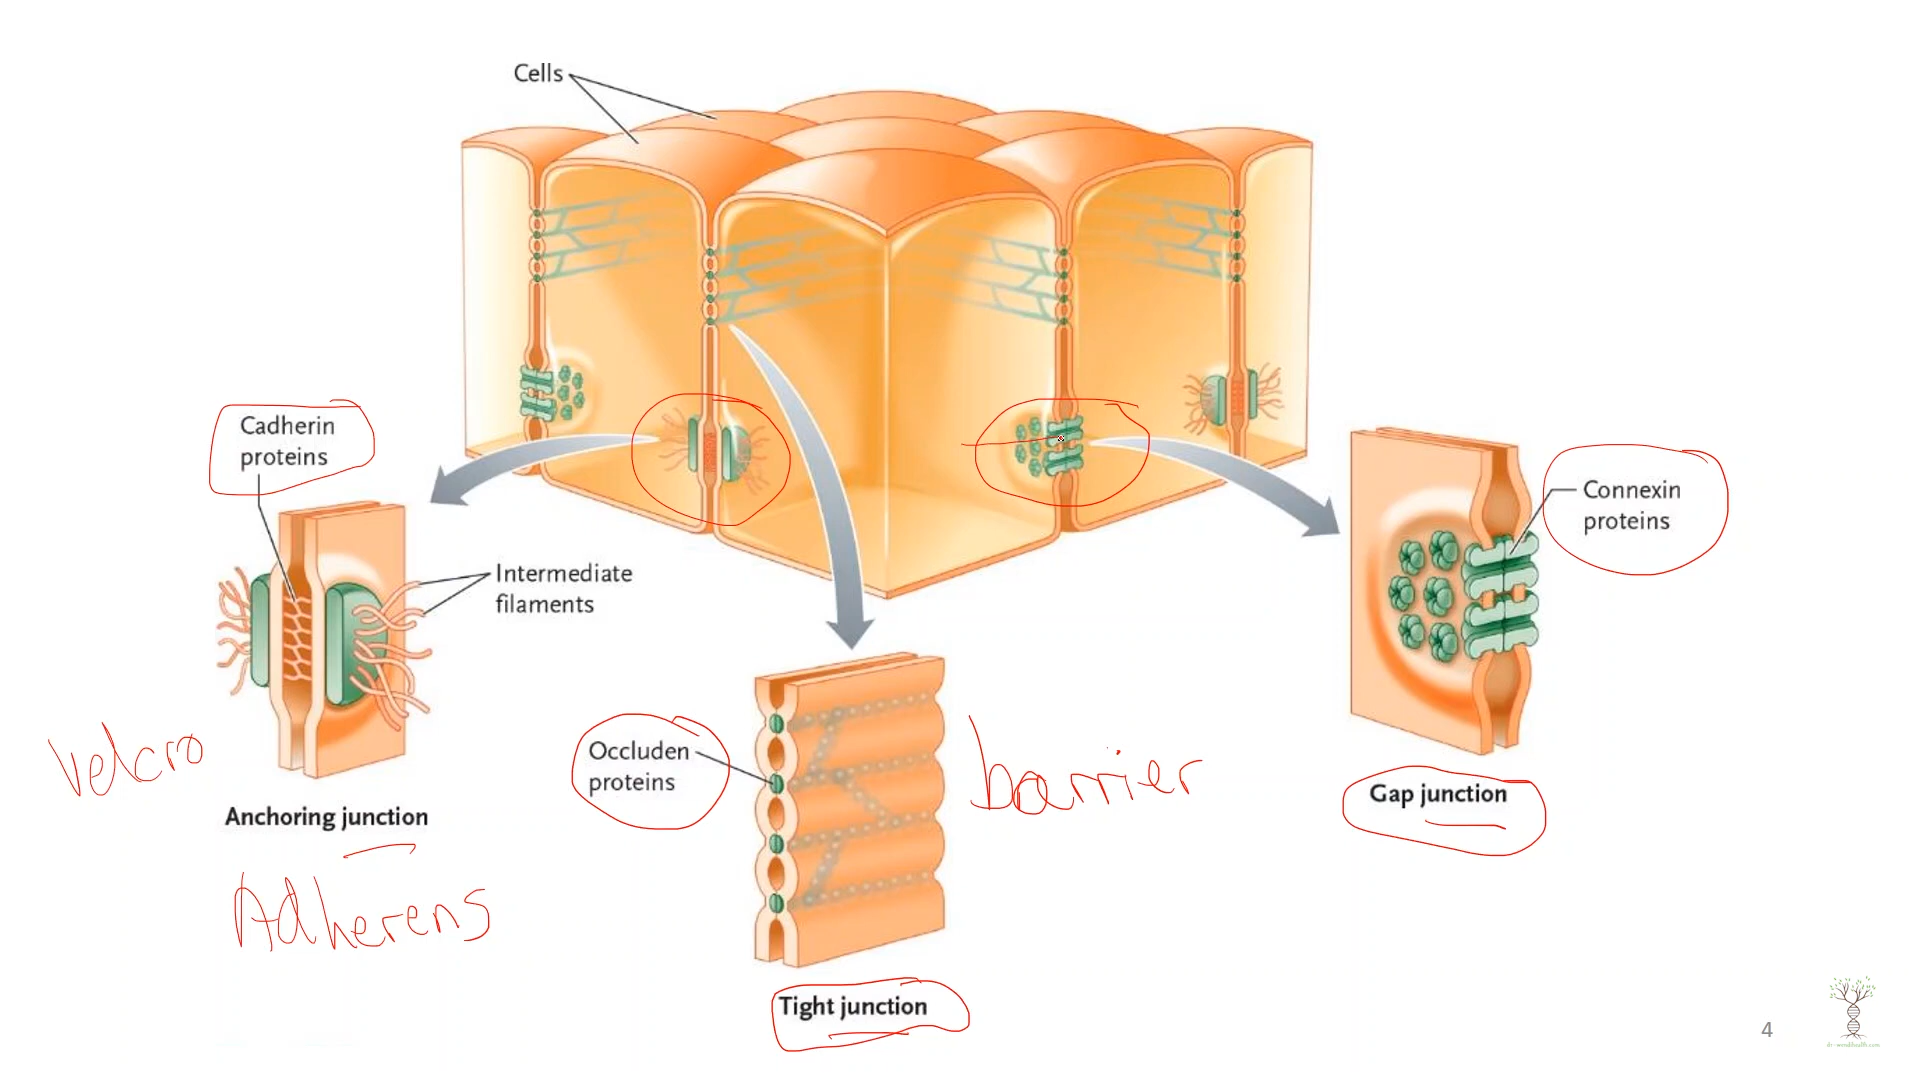 Cells
Cadherin
proteins
Connexin
proteins
Intermediate
filaments
Velcro
Occluden
proteins
barrier
Gap junction
Anchoring junction
Adherens
Tight junction
4